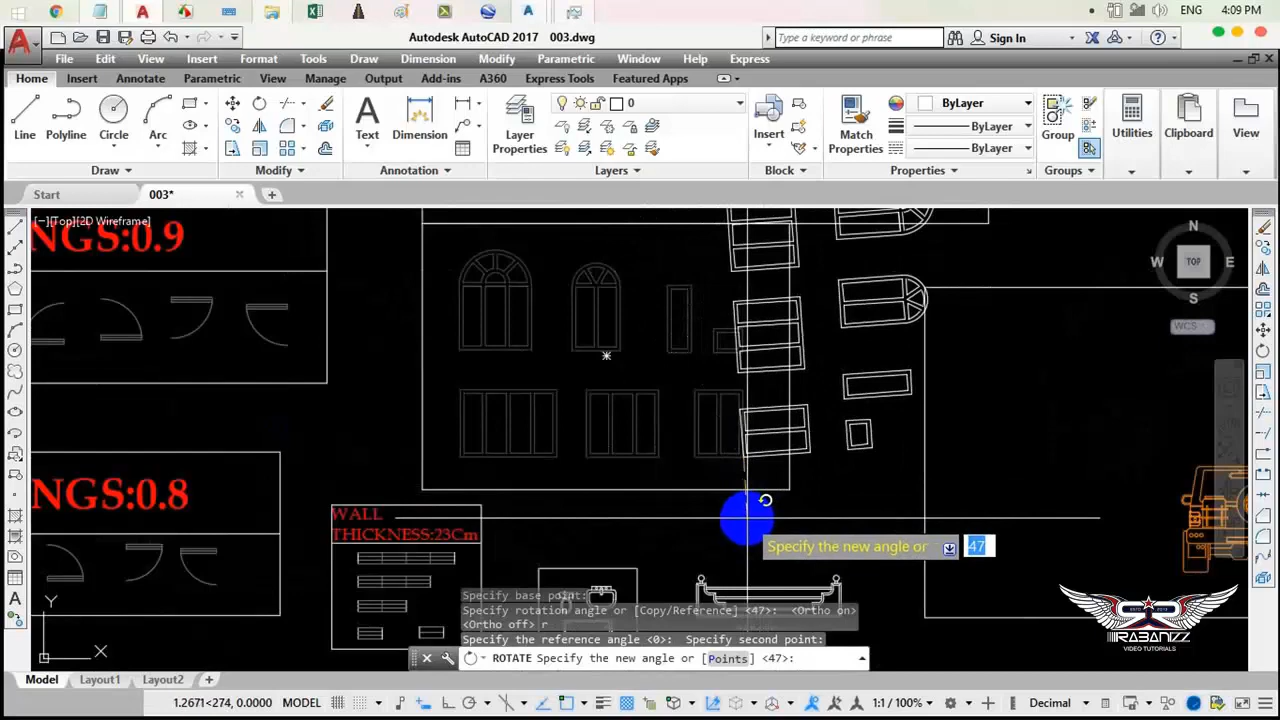 ENG 4:09 PM
Autodesk AutoCAD 2017 003.dwg
Type a keyword or phrase
Sign In
File Edit View Insert Format Tools Draw Dimension Modify Parametric Window Help Express
Home Insert Annotate Parametric View Manage Output Add-ins A360 Express Tools Featured Apps
Line Polyline Circle Arc
Text Dimension
Layer Properties
0
Insert
Match Properties
ByLayer
ByLayer
ByLayer
Group
Utilities
Clipboard
View
Draw Modify Annotation Layers Block Properties Groups
Start 003*
[−][Top][2D Wireframe]
NGS:0.9
N
W TOP E
S
WCS
NGS:0.8
WALL
THICKNESS:23Cm
Specify the new angle or 47
Specify base point:
Specify rotation angle or [Copy/Reference] <47>: <Ortho on>
<Ortho off> r
Specify the reference angle <0>: Specify second point:
ROTATE Specify the new angle or [Points] <47>:
Y
X
RABANIZZ
VIDEO TUTORIALS
Model Layout1 Layout2
1.2671<274, 0.0000 MODEL
1:1 / 100%
Decimal